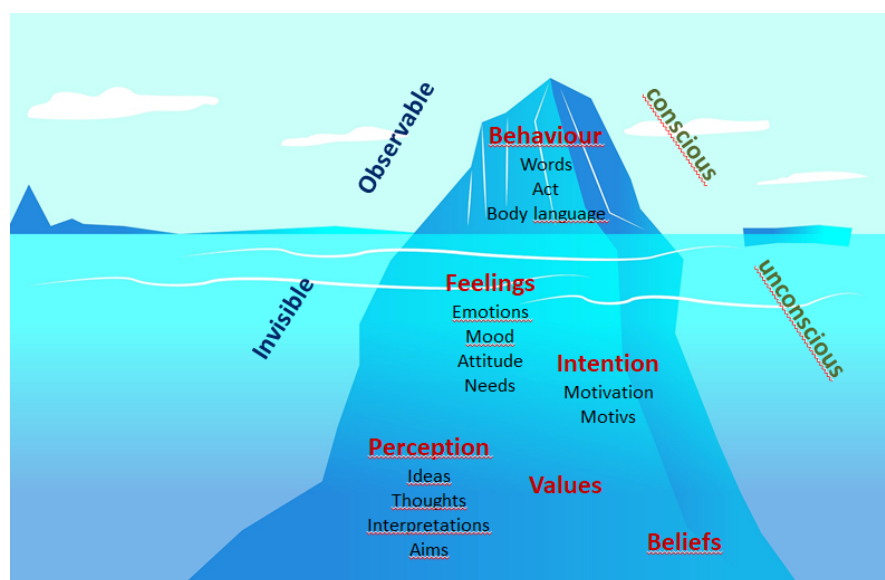 Observable
conscious
Behaviour
Words
Act
Body language
Invisible
unconscious
Feelings
Emotions
Mood
Attitude
Needs
Intention
Motivation
Motivs
Perception
Ideas
Thoughts
Interpretations
Aims
Values
Beliefs